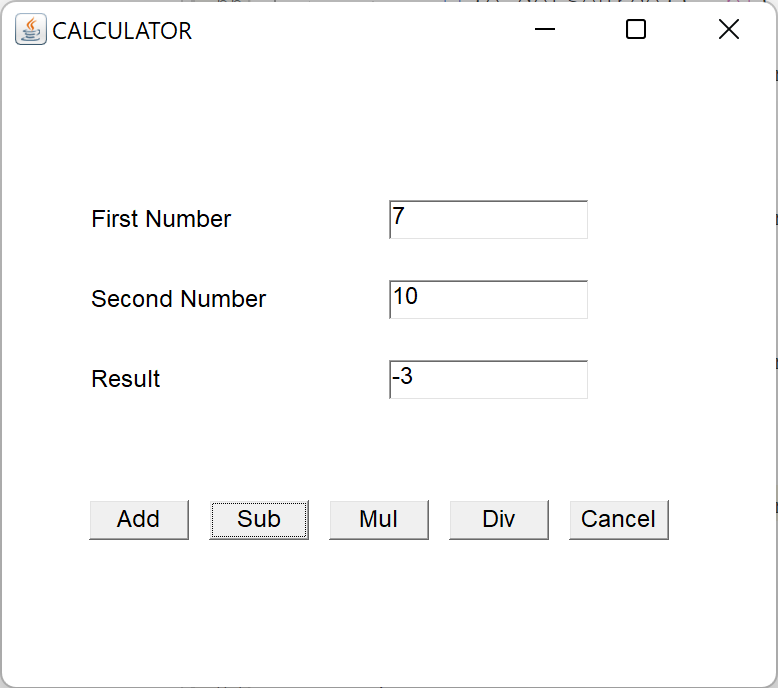 CALCULATOR
First Number 7
Second Number 10
Result -3
Add Sub Mul Div Cancel